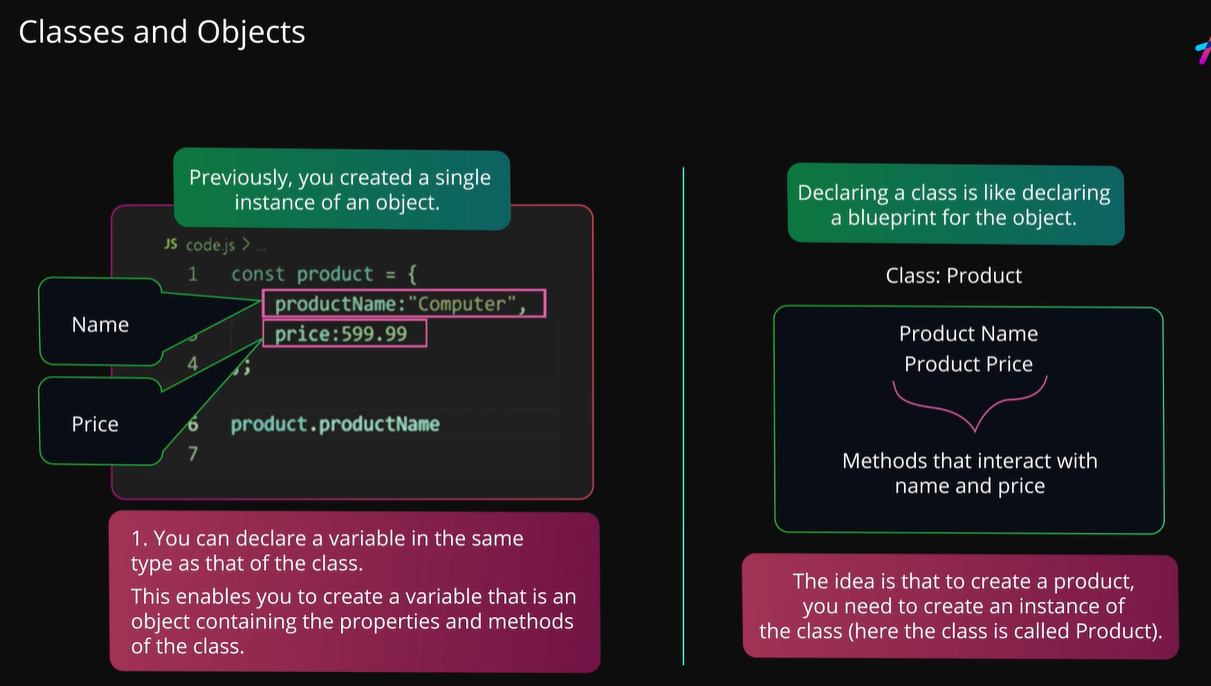 Classes and Objects
Previously, you created a single
instance of an object.
JS code.js > ...
1 const product = {
productName:"Computer",
price:599.99
4 };
6 product.productName
7
Name
Price
1. You can declare a variable in the same
type as that of the class.
This enables you to create a variable that is an
object containing the properties and methods
of the class.
Declaring a class is like declaring
a blueprint for the object.
Class: Product
Product Name
Product Price
Methods that interact with
name and price
The idea is that to create a product,
you need to create an instance of
the class (here the class is called Product).